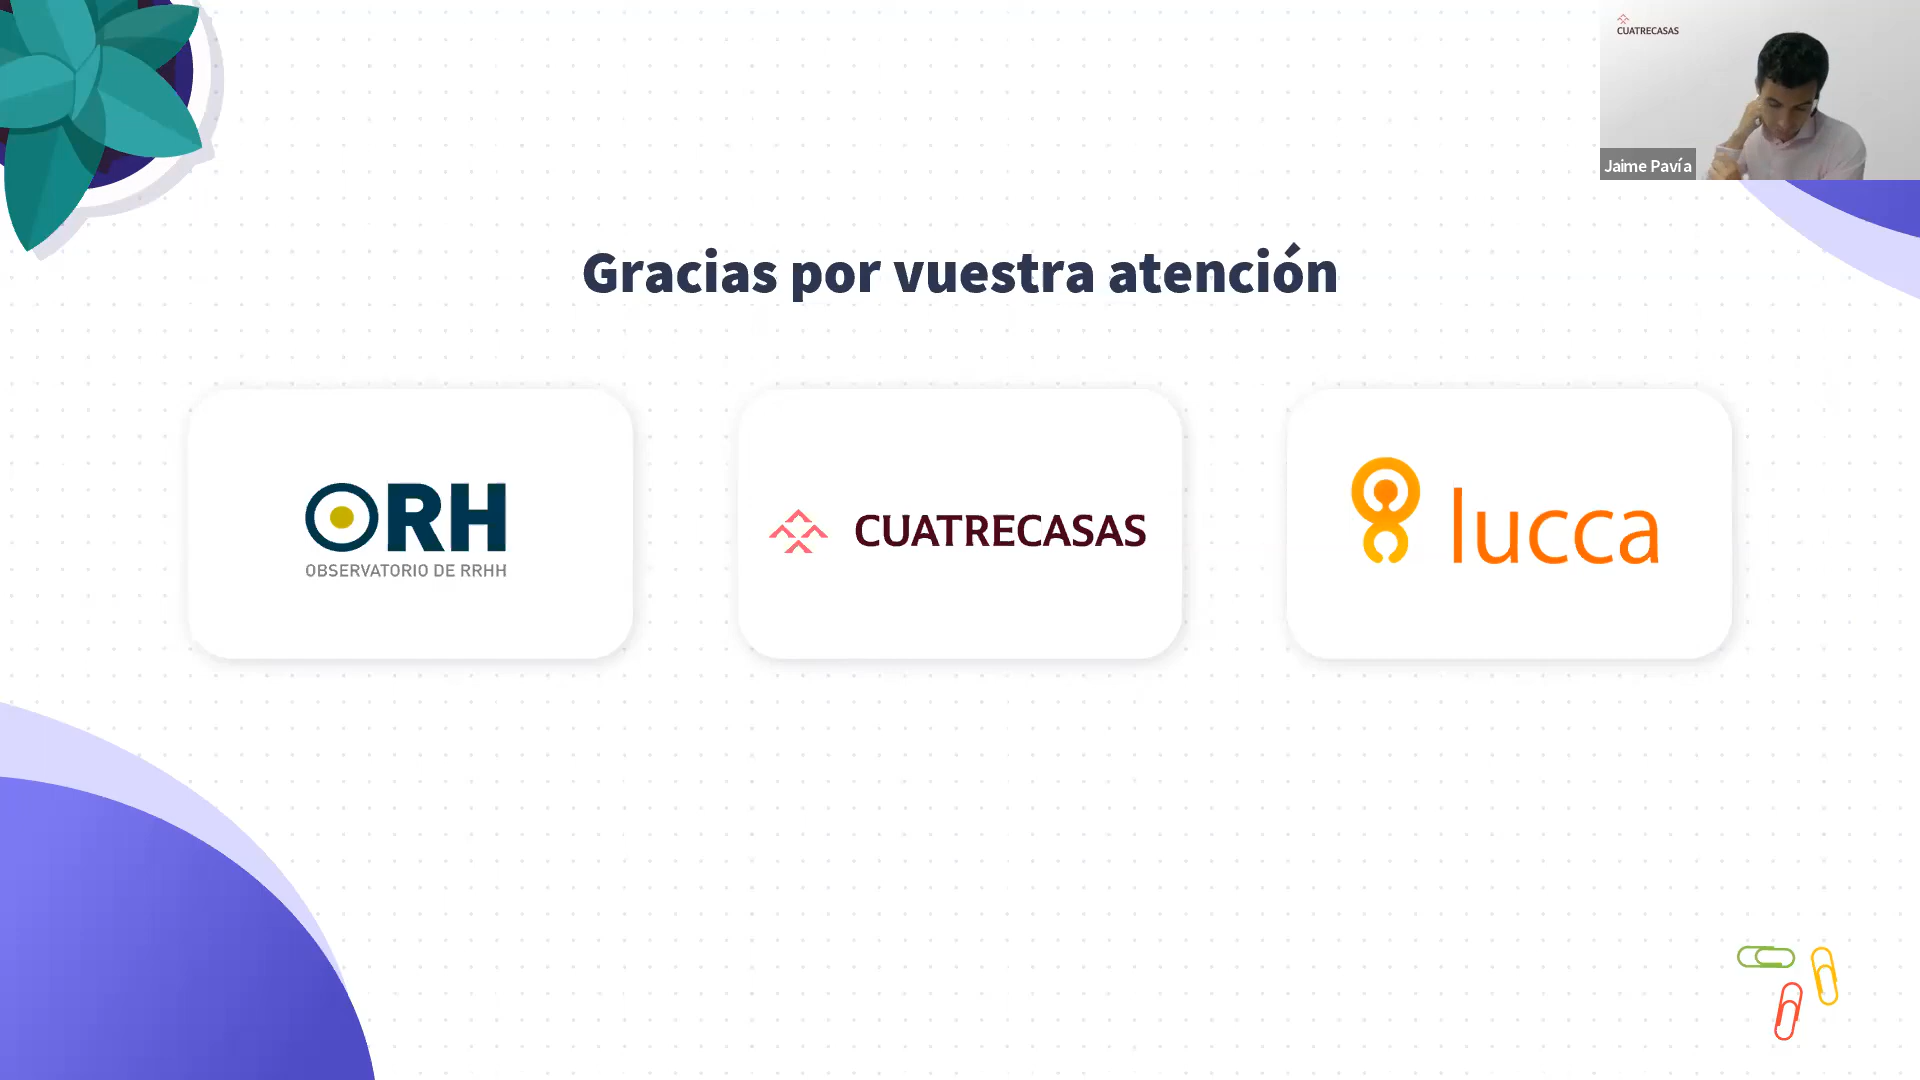 CUATRECASAS
Jaime Pavía
Gracias por vuestra atención
ORH
OBSERVATORIO DE RRHH
CUATRECASAS
lucca